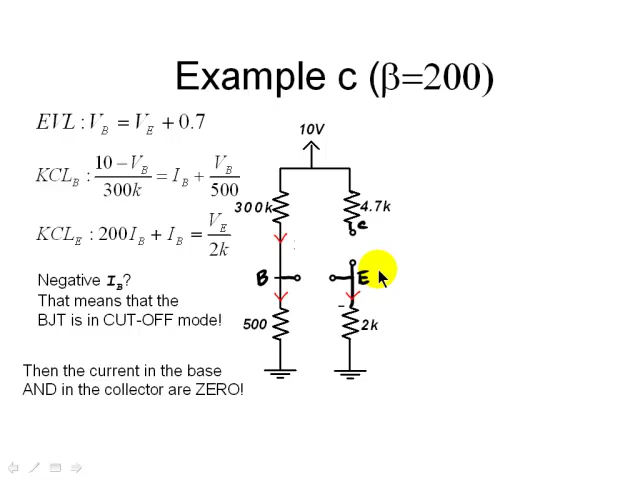 Example c (β=200)
EVL : V_B = V_E + 0.7
10V
KCL_B : (10 − V_B)/300k = I_B + V_B/500
300k
4.7k
c
KCL_E : 200I_B + I_B = V_E/2k
Negative I_B?
B
E
That means that the
BJT is in CUT-OFF mode!
500
2k
Then the current in the base
AND in the collector are ZERO!